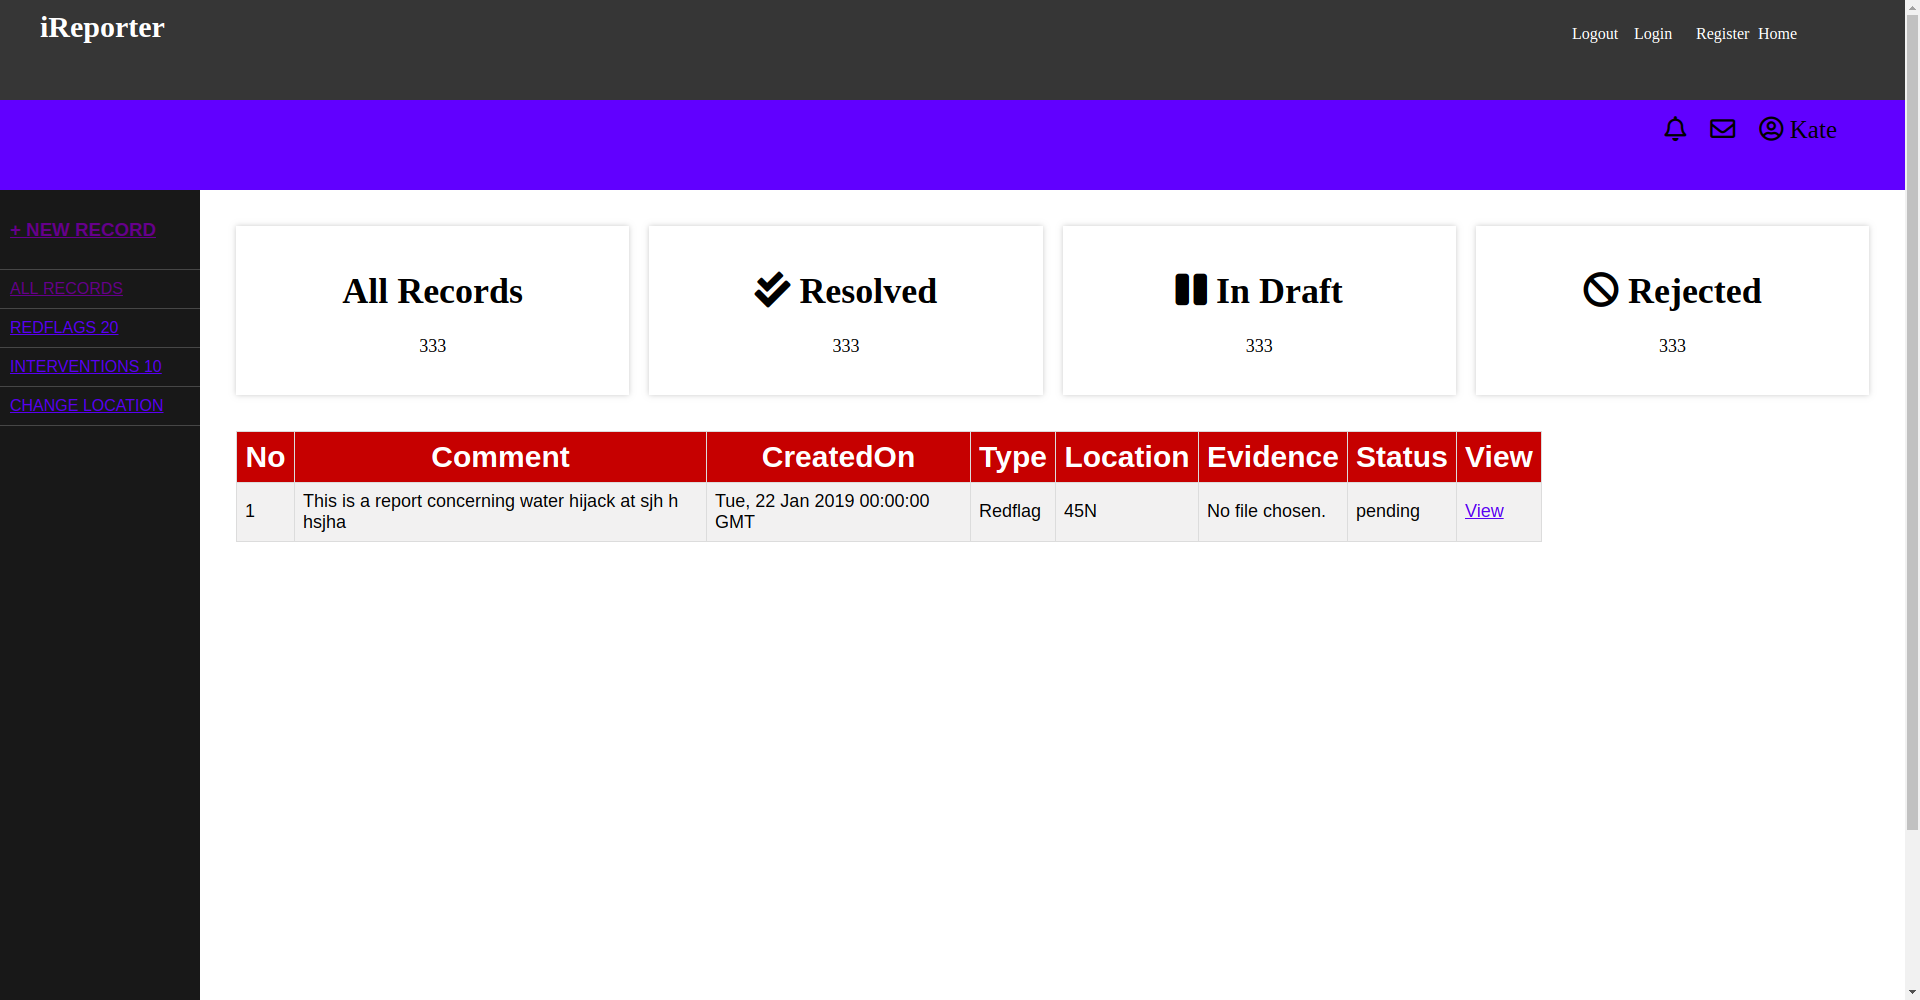 iReporter
Logout Login Register Home
Kate
+ NEW RECORD
ALL RECORDS
REDFLAGS 20
INTERVENTIONS 10
CHANGE LOCATION
All Records
333
Resolved
333
In Draft
333
Rejected
333
No Comment CreatedOn Type Location Evidence Status View
1 This is a report concerning water hijack at sjh h
hsjha
Tue, 22 Jan 2019 00:00:00
GMT
Redflag 45N No file chosen. pending View